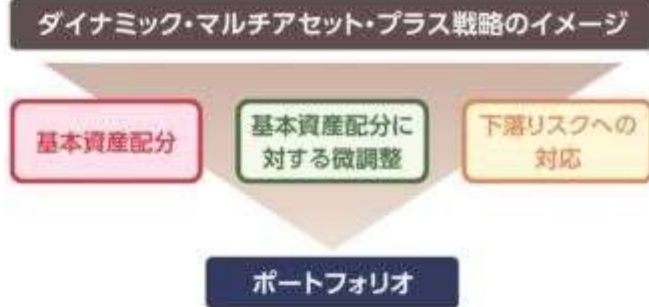 ダイナミック・マルチアセット・プラス戦略のイメージ
基本資産配分
基本資産配分に
対する微調整
下落リスクへの
対応
ポートフォリオ